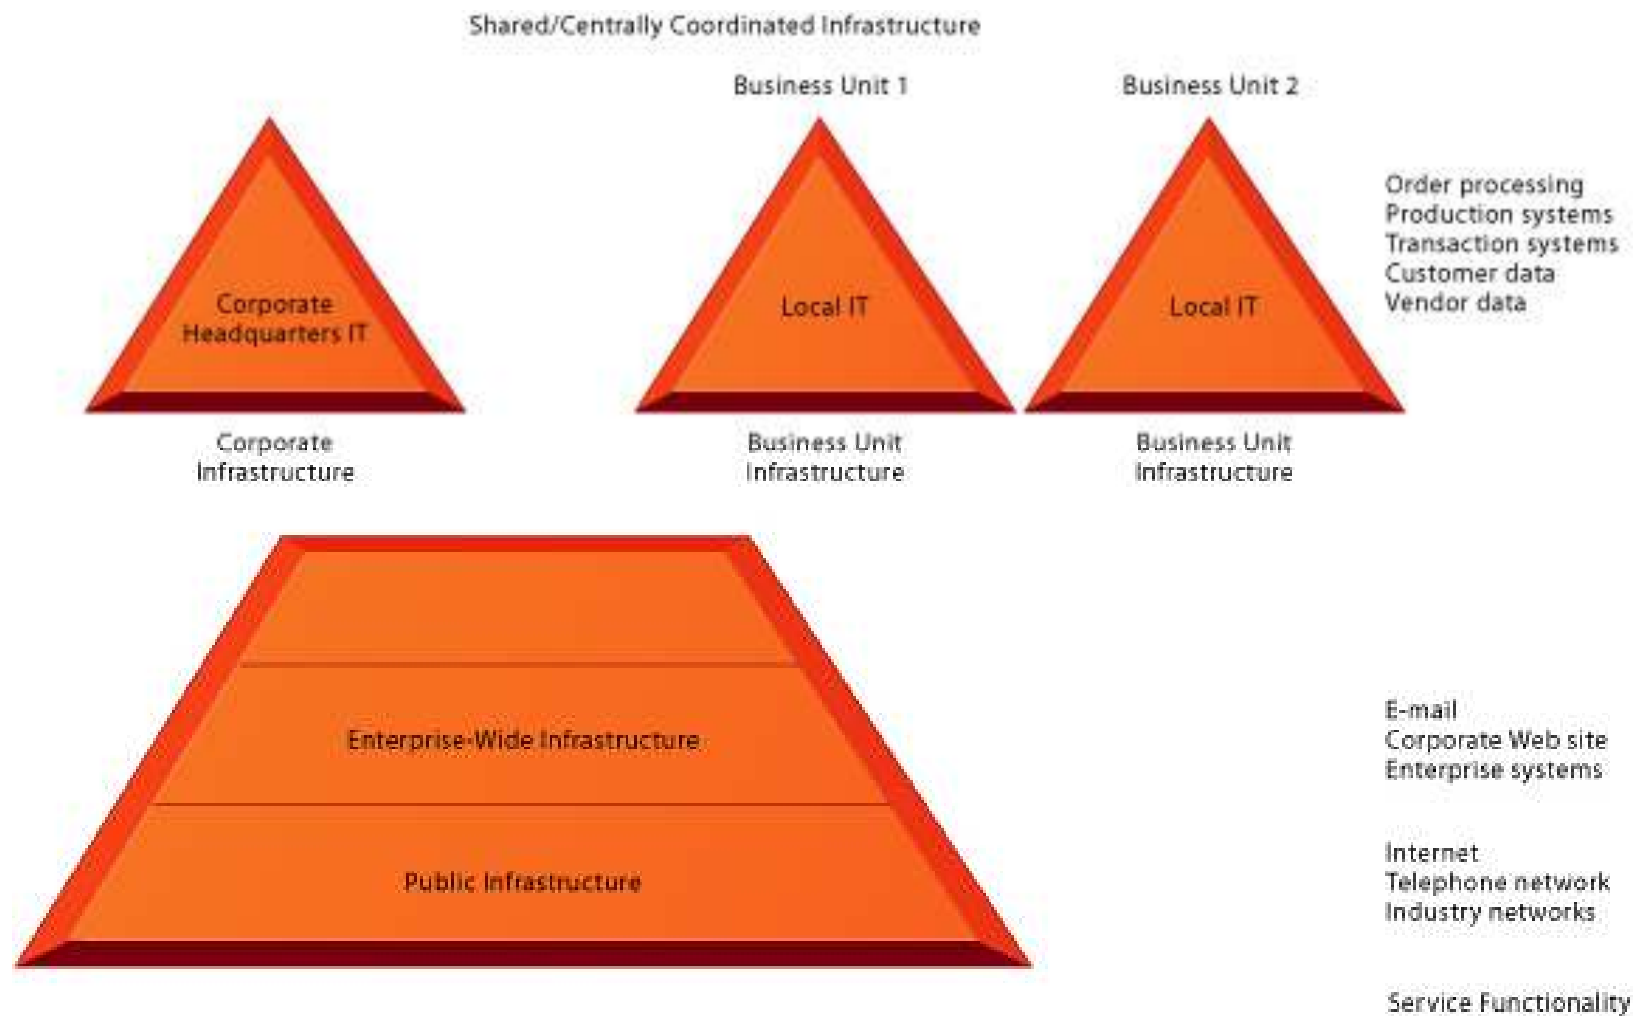 Shared/Centrally Coordinated Infrastructure
Business Unit 1
Business Unit 2
Corporate
Headquarters IT
Local IT
Local IT
Order processing
Production systems
Transaction systems
Customer data
Vendor data
Corporate
Infrastructure
Business Unit
Infrastructure
Business Unit
Infrastructure
Enterprise-Wide Infrastructure
E-mail
Corporate Web site
Enterprise systems
Public Infrastructure
Internet
Telephone network
Industry networks
Service Functionality